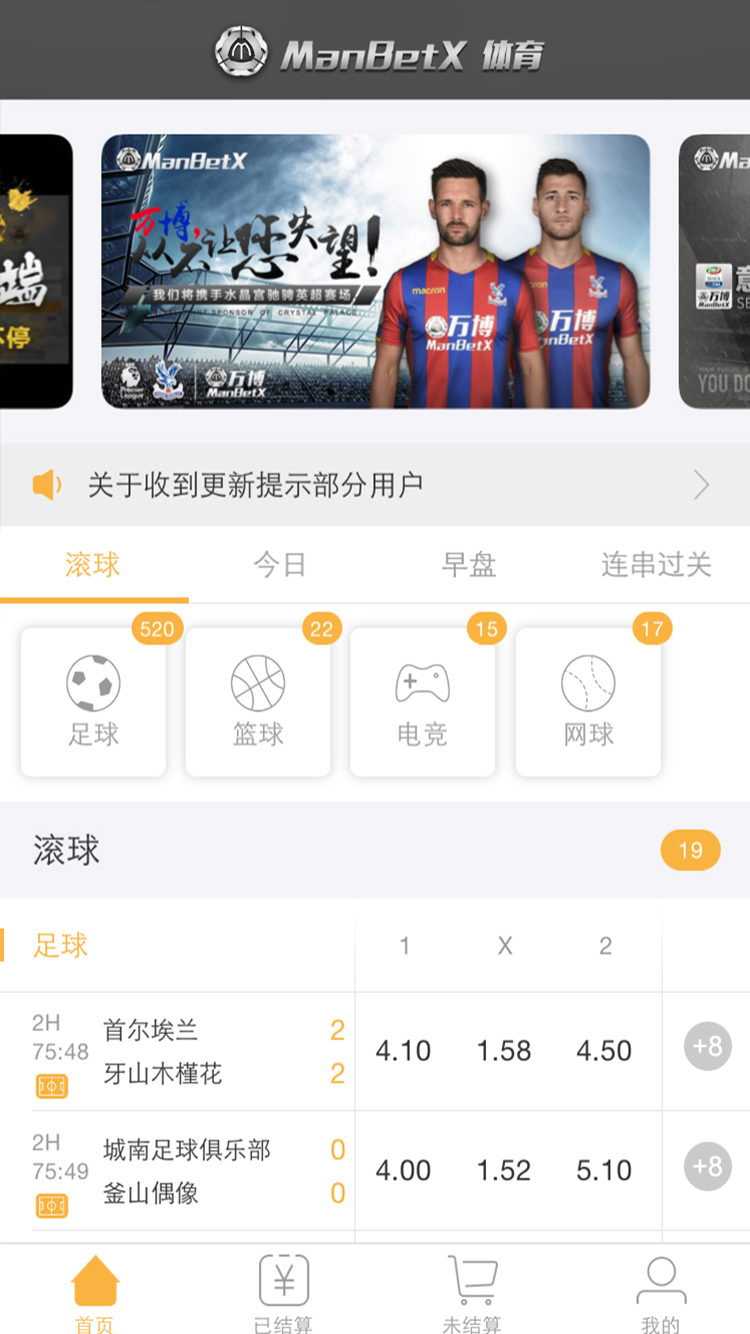 ManBetX 体育
端
不停
ManBetX
万博,
从不让您失望!
我们将携手水晶宫驰骋英超赛场
macron
万博
ManBetX
万博
ManBetX
万博
ManBetX
万博
ManBetX
YOU DO
关于收到更新提示部分用户
滚球 今日 早盘 连串过关
520 22 15 17
足球 篮球 电竞 网球
滚球 19
足球 1 X 2
2H 首尔埃兰 2
75:48 牙山木槿花 2
4.10 1.58 4.50 +8
2H 城南足球俱乐部 0
75:49 釜山偶像 0
4.00 1.52 5.10 +8
首页 已结算 未结算 我的